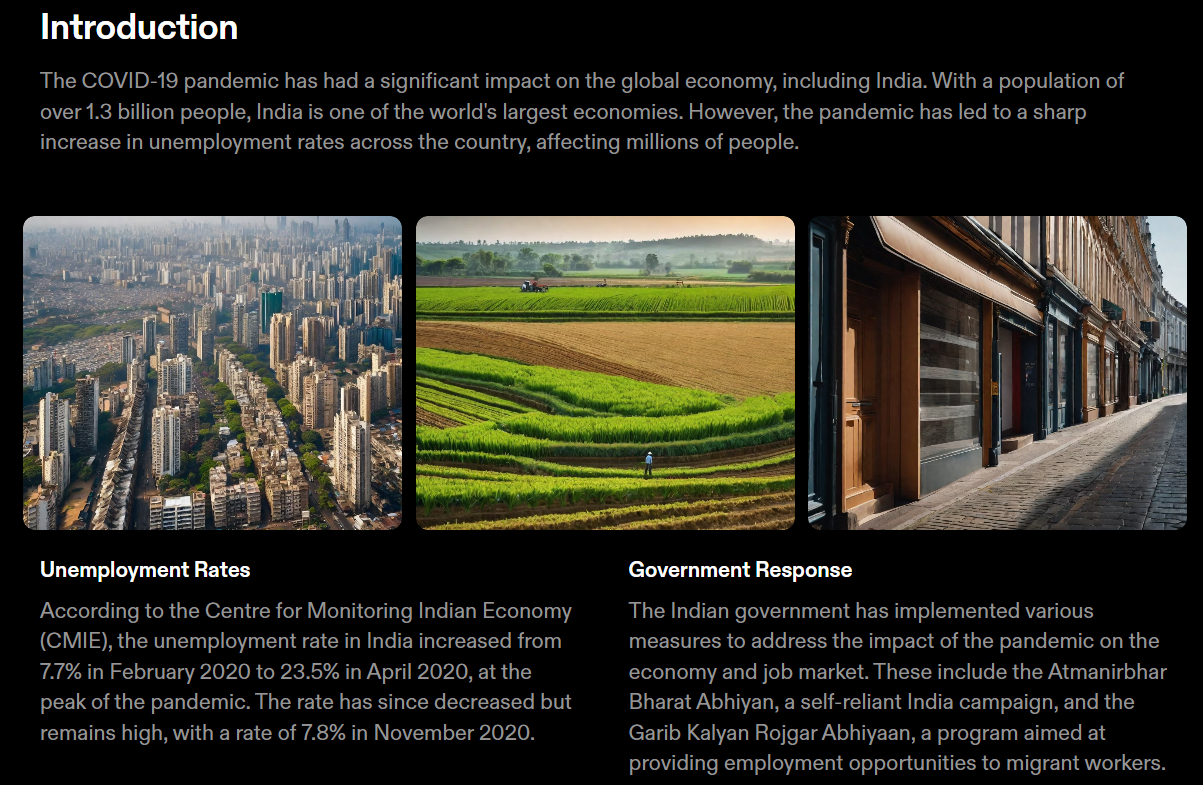 Introduction
The COVID-19 pandemic has had a significant impact on the global economy, including India. With a population of
over 1.3 billion people, India is one of the world's largest economies. However, the pandemic has led to a sharp
increase in unemployment rates across the country, affecting millions of people.
Unemployment Rates
According to the Centre for Monitoring Indian Economy
(CMIE), the unemployment rate in India increased from
7.7% in February 2020 to 23.5% in April 2020, at the
peak of the pandemic. The rate has since decreased but
remains high, with a rate of 7.8% in November 2020.
Government Response
The Indian government has implemented various
measures to address the impact of the pandemic on the
economy and job market. These include the Atmanirbhar
Bharat Abhiyan, a self-reliant India campaign, and the
Garib Kalyan Rojgar Abhiyaan, a program aimed at
providing employment opportunities to migrant workers.